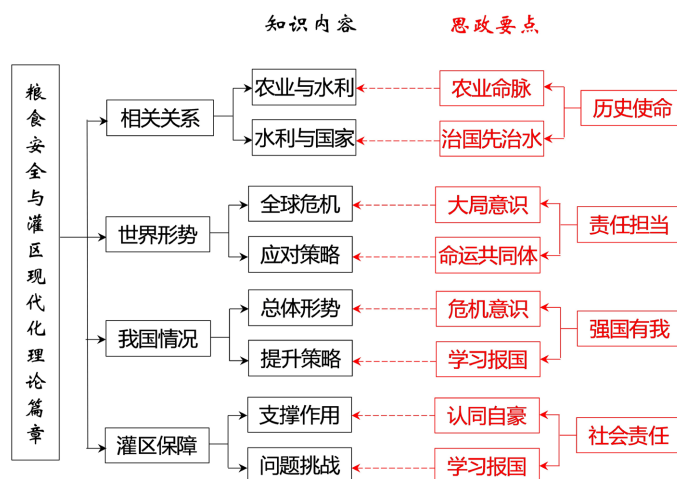 知识内容
思政要点
粮食安全与灌区现代化理论篇章
相关关系
农业与水利
农业命脉
历史使命
水利与国家
治国先治水
世界形势
全球危机
大局意识
责任担当
应对策略
命运共同体
我国情况
总体形势
危机意识
强国有我
提升策略
学习报国
灌区保障
支撑作用
认同自豪
社会责任
问题挑战
学习报国